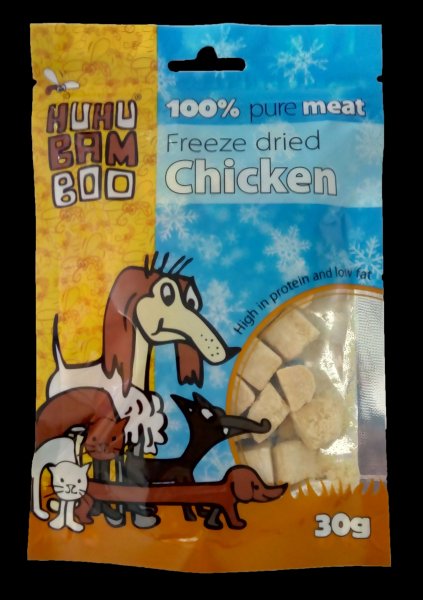 HUHU®
BAM
BOO
100% pure meat
Freeze dried
Chicken
High in protein and low fat
30g